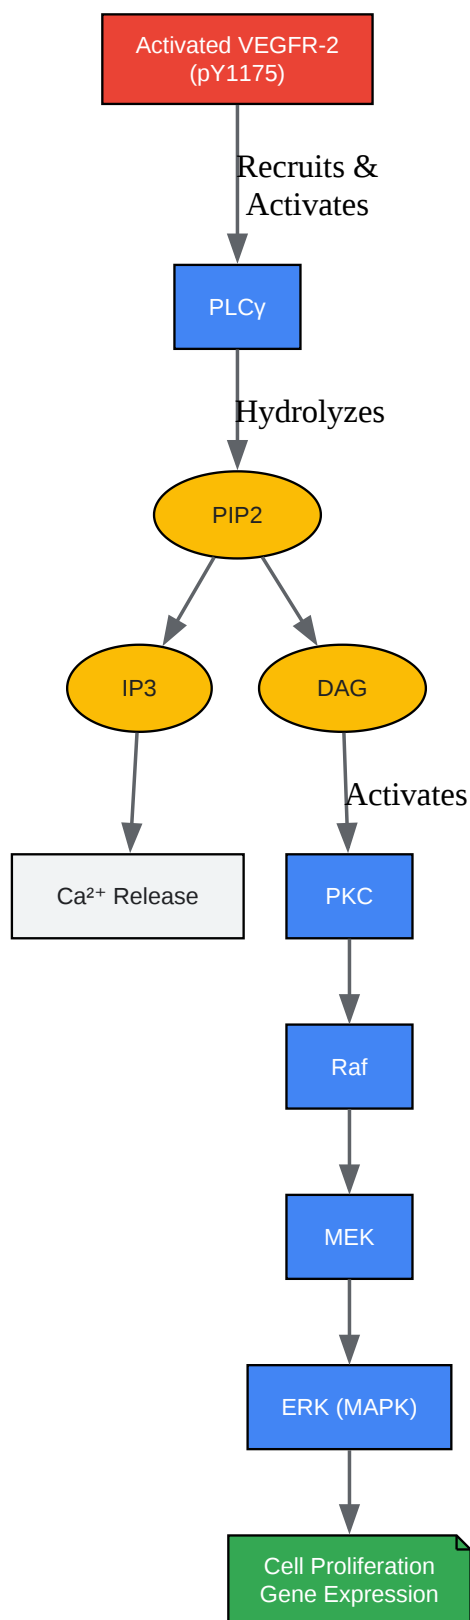 Activated VEGFR-2
(pY1175)
Recruits &
Activates
PLCγ
Hydrolyzes
PIP2
IP3
DAG
Activates
Ca²⁺ Release
PKC
Raf
MEK
ERK (MAPK)
Cell Proliferation
Gene Expression